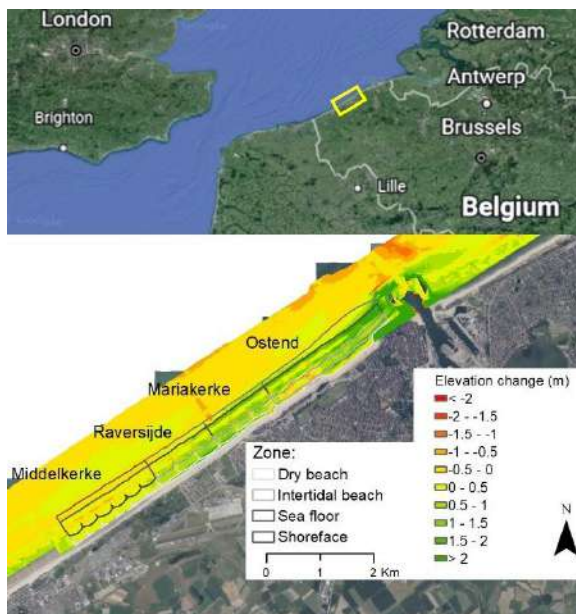 London
Rotterdam
Antwerp
Brighton
Brussels
Lille
Belgium
Ostend
Mariakerke
Raversijde
Middelkerke
Zone:
Dry beach
Intertidal beach
Sea floor
Shoreface
0 1 2 Km
Elevation change (m)
< -2
-2 - -1.5
-1.5 - -1
-1 - -0.5
-0.5 - 0
0 - 0.5
0.5 - 1
1 - 1.5
1.5 - 2
> 2
N